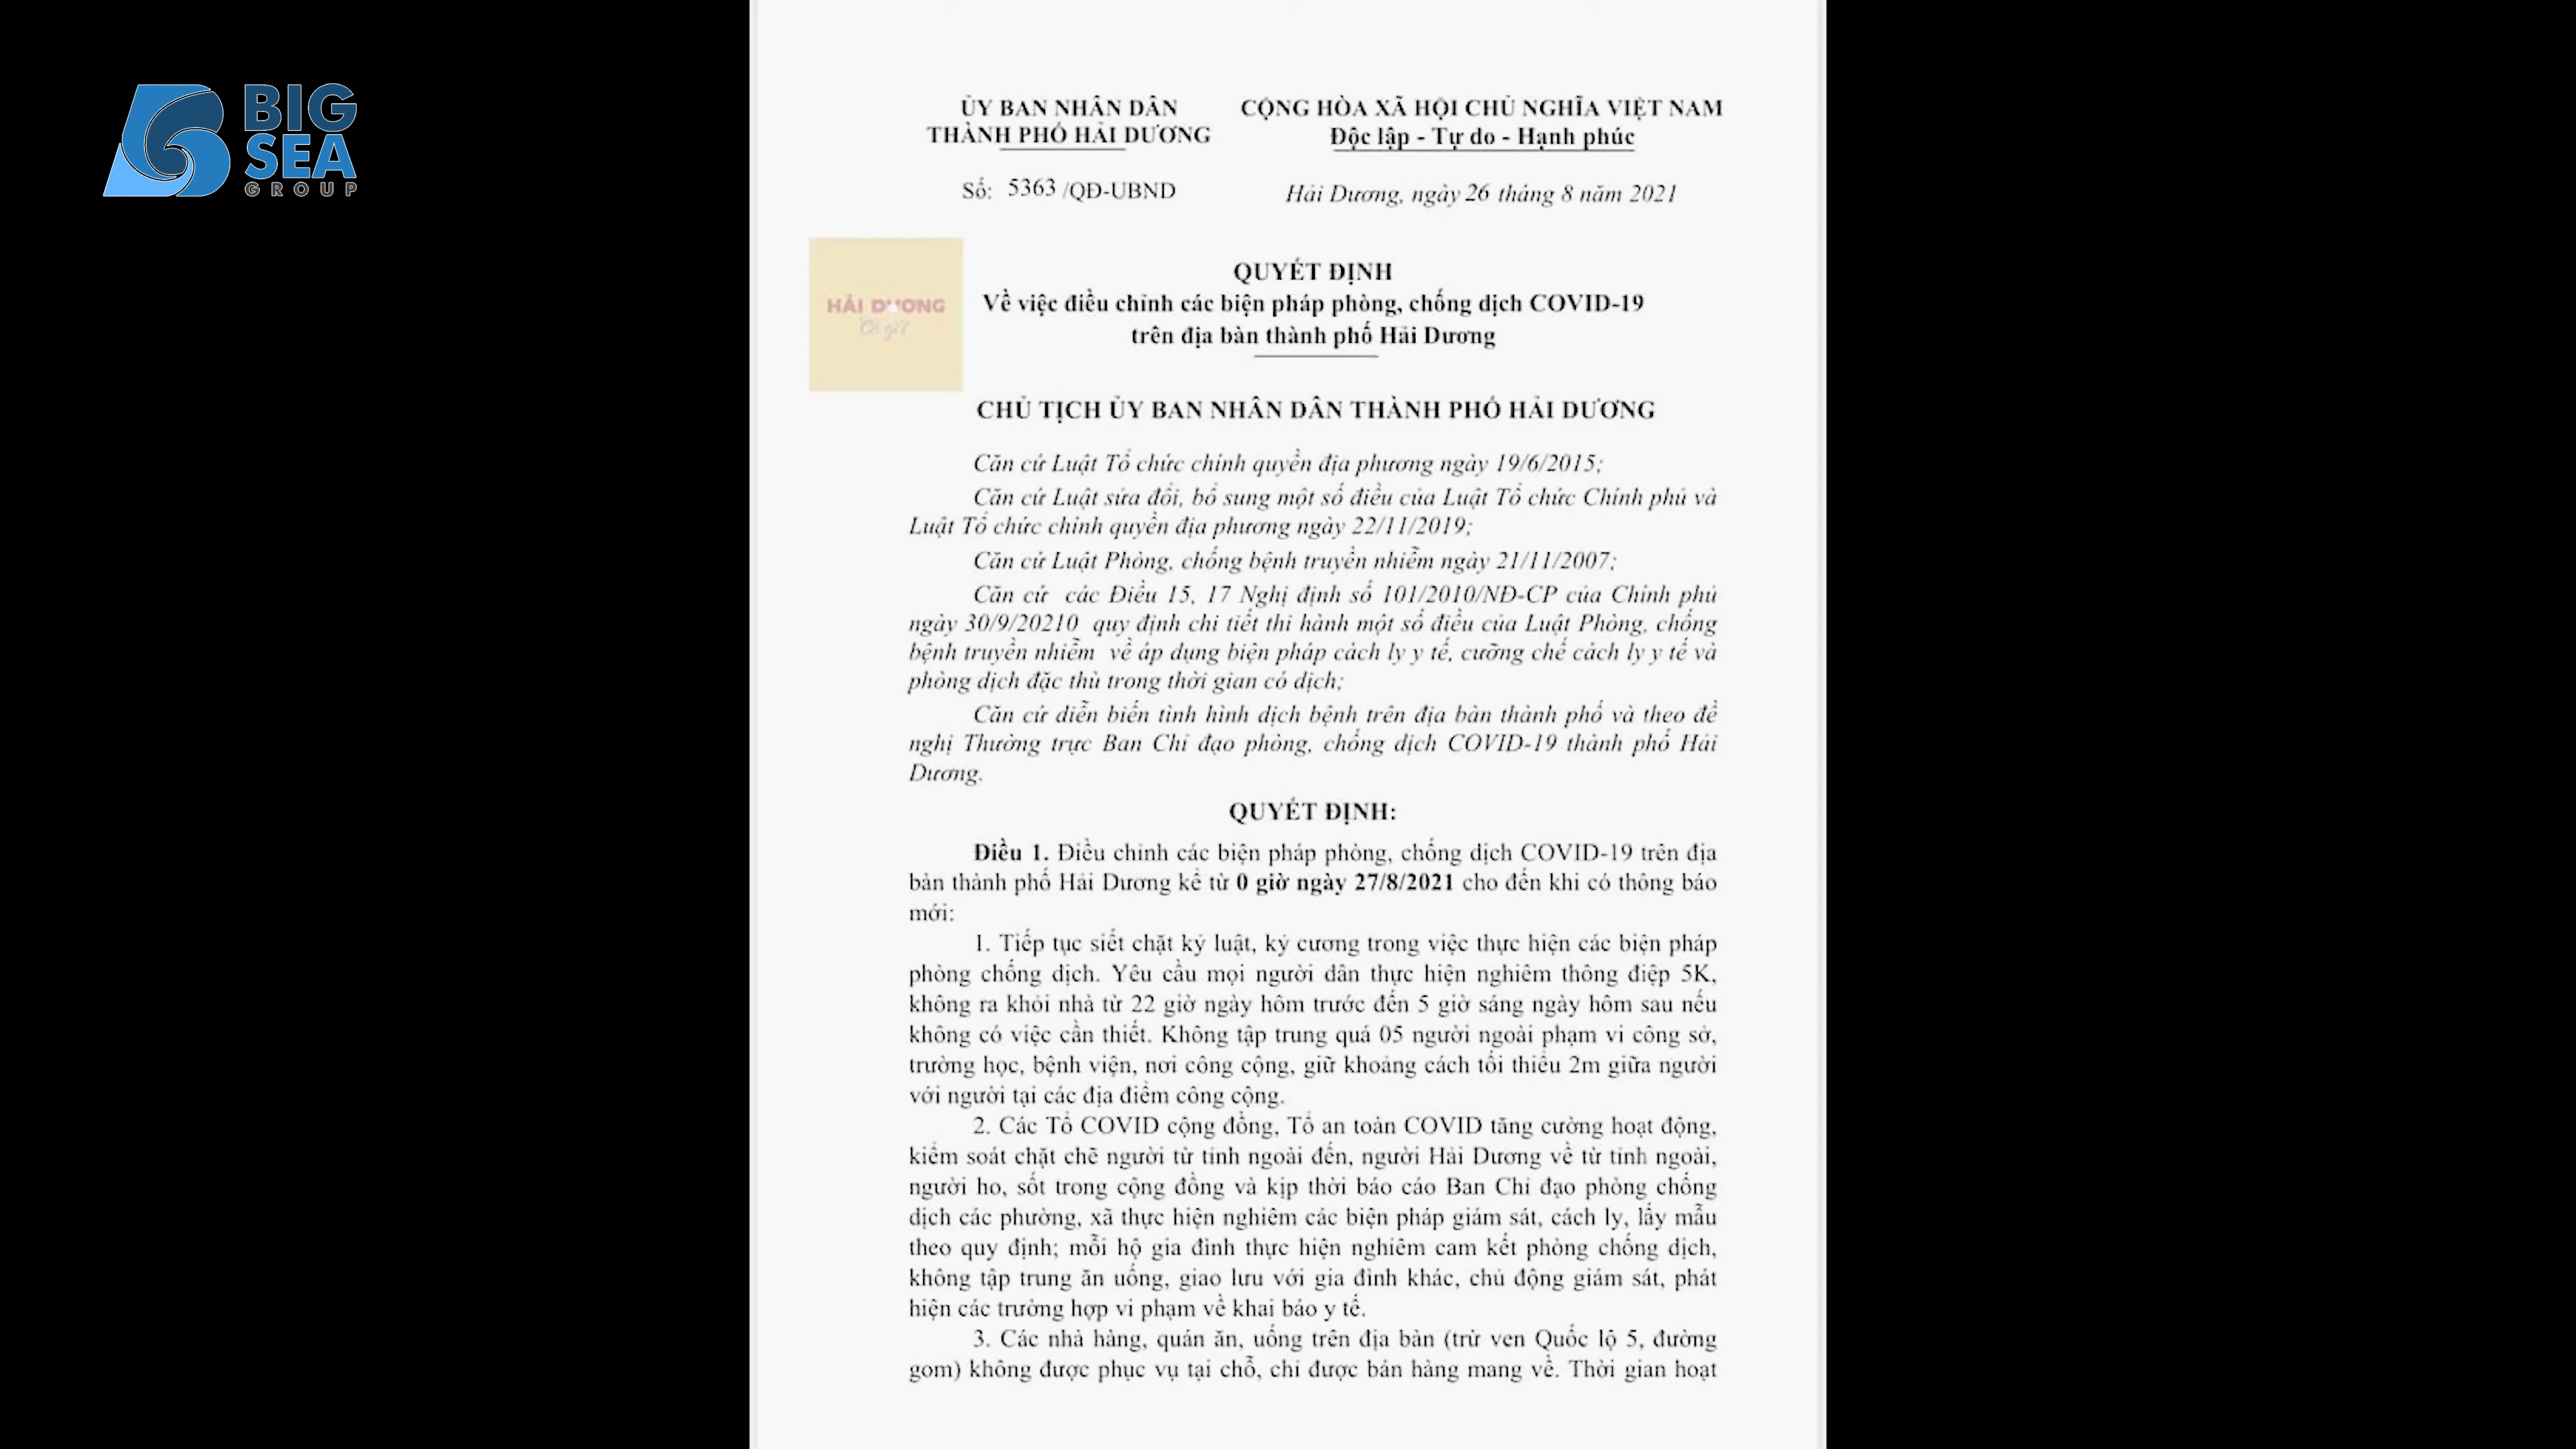 BIG
SEA
GROUP
ỦY BAN NHÂN DÂN
THÀNH PHỐ HẢI DƯƠNG
CỘNG HÒA XÃ HỘI CHỦ NGHĨA VIỆT NAM
Độc lập - Tự do - Hạnh phúc
Số: 5363 /QĐ-UBND
Hải Dương, ngày 26 tháng 8 năm 2021
HẢI DƯƠNG
QUYẾT ĐỊNH
Về việc điều chỉnh các biện pháp phòng, chống dịch COVID-19
trên địa bàn thành phố Hải Dương
CHỦ TỊCH ỦY BAN NHÂN DÂN THÀNH PHỐ HẢI DƯƠNG
Căn cứ Luật Tổ chức chính quyền địa phương ngày 19/6/2015;
Căn cứ Luật sửa đổi, bổ sung một số điều của Luật Tổ chức Chính phủ và
Luật Tổ chức chính quyền địa phương ngày 22/11/2019;
Căn cứ Luật Phòng, chống bệnh truyền nhiễm ngày 21/11/2007;
Căn cứ các Điều 15, 17 Nghị định số 101/2010/NĐ-CP của Chính phủ
ngày 30/9/20210 quy định chi tiết thi hành một số điều của Luật Phòng, chống
bệnh truyền nhiễm về áp dụng biện pháp cách ly y tế, cưỡng chế cách ly y tế và
phòng dịch đặc thù trong thời gian có dịch;
Căn cứ diễn biến tình hình dịch bệnh trên địa bàn thành phố và theo đề
nghị Thường trực Ban Chỉ đạo phòng, chống dịch COVID-19 thành phố Hải
Dương.
QUYẾT ĐỊNH:
Điều 1. Điều chỉnh các biện pháp phòng, chống dịch COVID-19 trên địa
bàn thành phố Hải Dương kể từ 0 giờ ngày 27/8/2021 cho đến khi có thông báo
mới:
1. Tiếp tục siết chặt kỷ luật, kỷ cương trong việc thực hiện các biện pháp
phòng chống dịch. Yêu cầu mọi người dân thực hiện nghiêm thông điệp 5K,
không ra khỏi nhà từ 22 giờ ngày hôm trước đến 5 giờ sáng ngày hôm sau nếu
không có việc cần thiết. Không tập trung quá 05 người ngoài phạm vi công sở,
trường học, bệnh viện, nơi công cộng, giữ khoảng cách tối thiểu 2m giữa người
với người tại các địa điểm công cộng.
2. Các Tổ COVID cộng đồng, Tổ an toàn COVID tăng cường hoạt động,
kiểm soát chặt chẽ người từ tỉnh ngoài đến, người Hải Dương về từ tỉnh ngoài,
người ho, sốt trong cộng đồng và kịp thời báo cáo Ban Chỉ đạo phòng chống
dịch các phường, xã thực hiện nghiêm các biện pháp giám sát, cách ly, lấy mẫu
theo quy định; mỗi hộ gia đình thực hiện nghiêm cam kết phòng chống dịch,
không tập trung ăn uống, giao lưu với gia đình khác, chủ động giám sát, phát
hiện các trường hợp vi phạm về khai báo y tế.
3. Các nhà hàng, quán ăn, uống trên địa bàn (trừ ven Quốc lộ 5, đường
gom) không được phục vụ tại chỗ, chỉ được bán hàng mang về. Thời gian hoạt